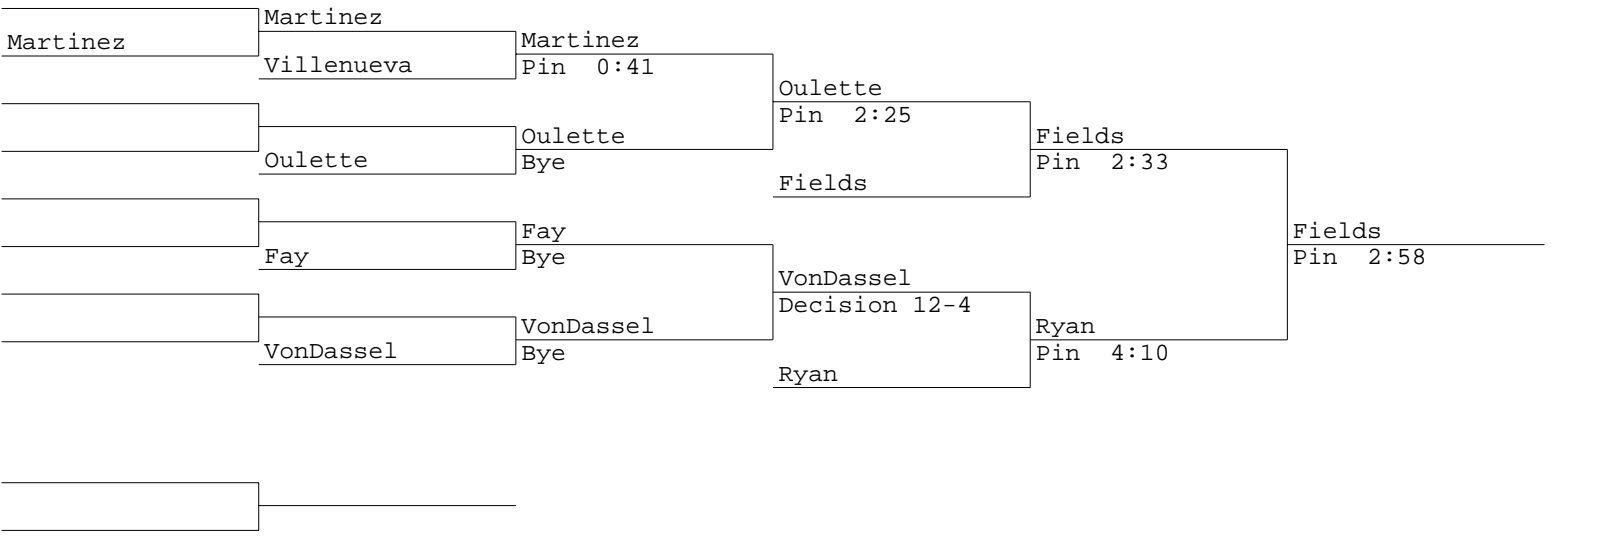 Martinez
Martinez
Villenueva
Martinez
Pin 0:41
Oulette
Oulette
Bye
Oulette
Pin 2:25
Fields
Fields
Pin 2:33
Fay
Fay
Bye
VonDassel
VonDassel
Bye
VonDassel
Decision 12-4
Ryan
Ryan
Pin 4:10
Fields
Pin 2:58